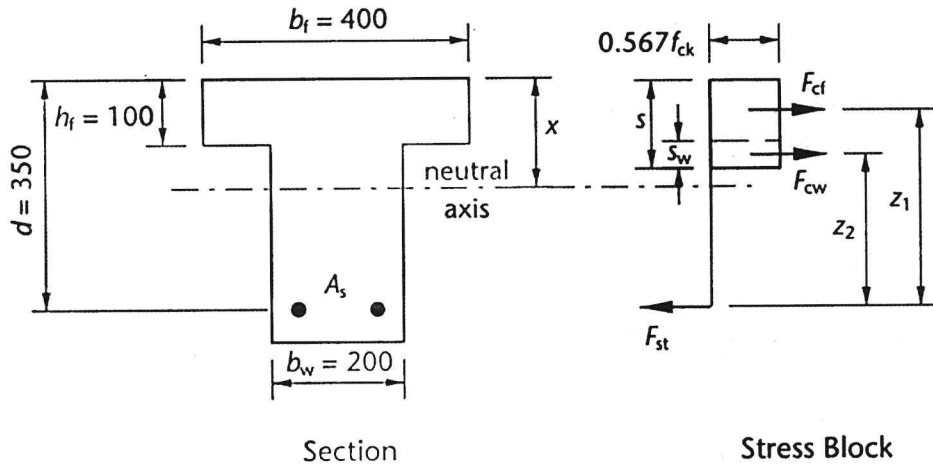 b_f = 400
h_f = 100
d = 350
x
neutral
axis
A_s
b_w = 200
Section
0.567f_ck
s
s_w
F_cf
F_cw
z_1
z_2
F_st
Stress Block